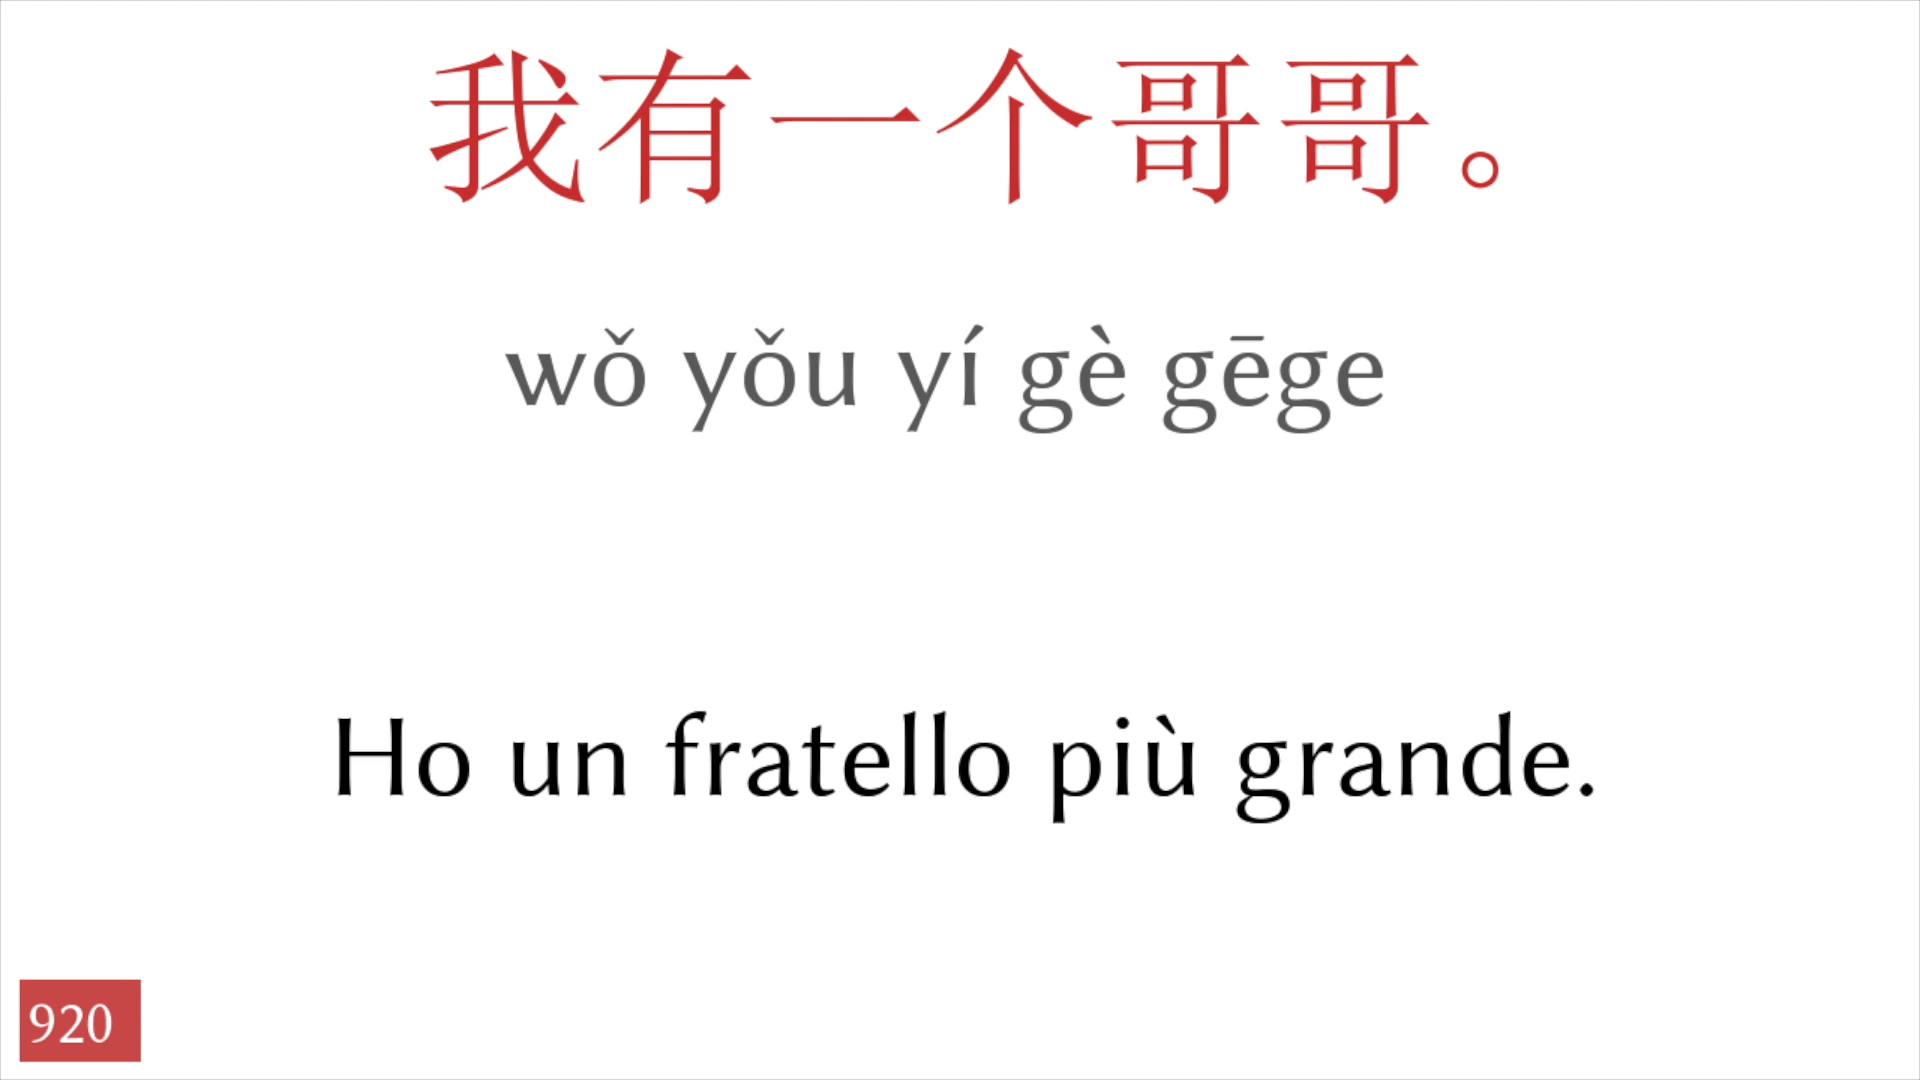 我有一个哥哥。
wǒ yǒu yí gè gēge
Ho un fratello più grande.
920